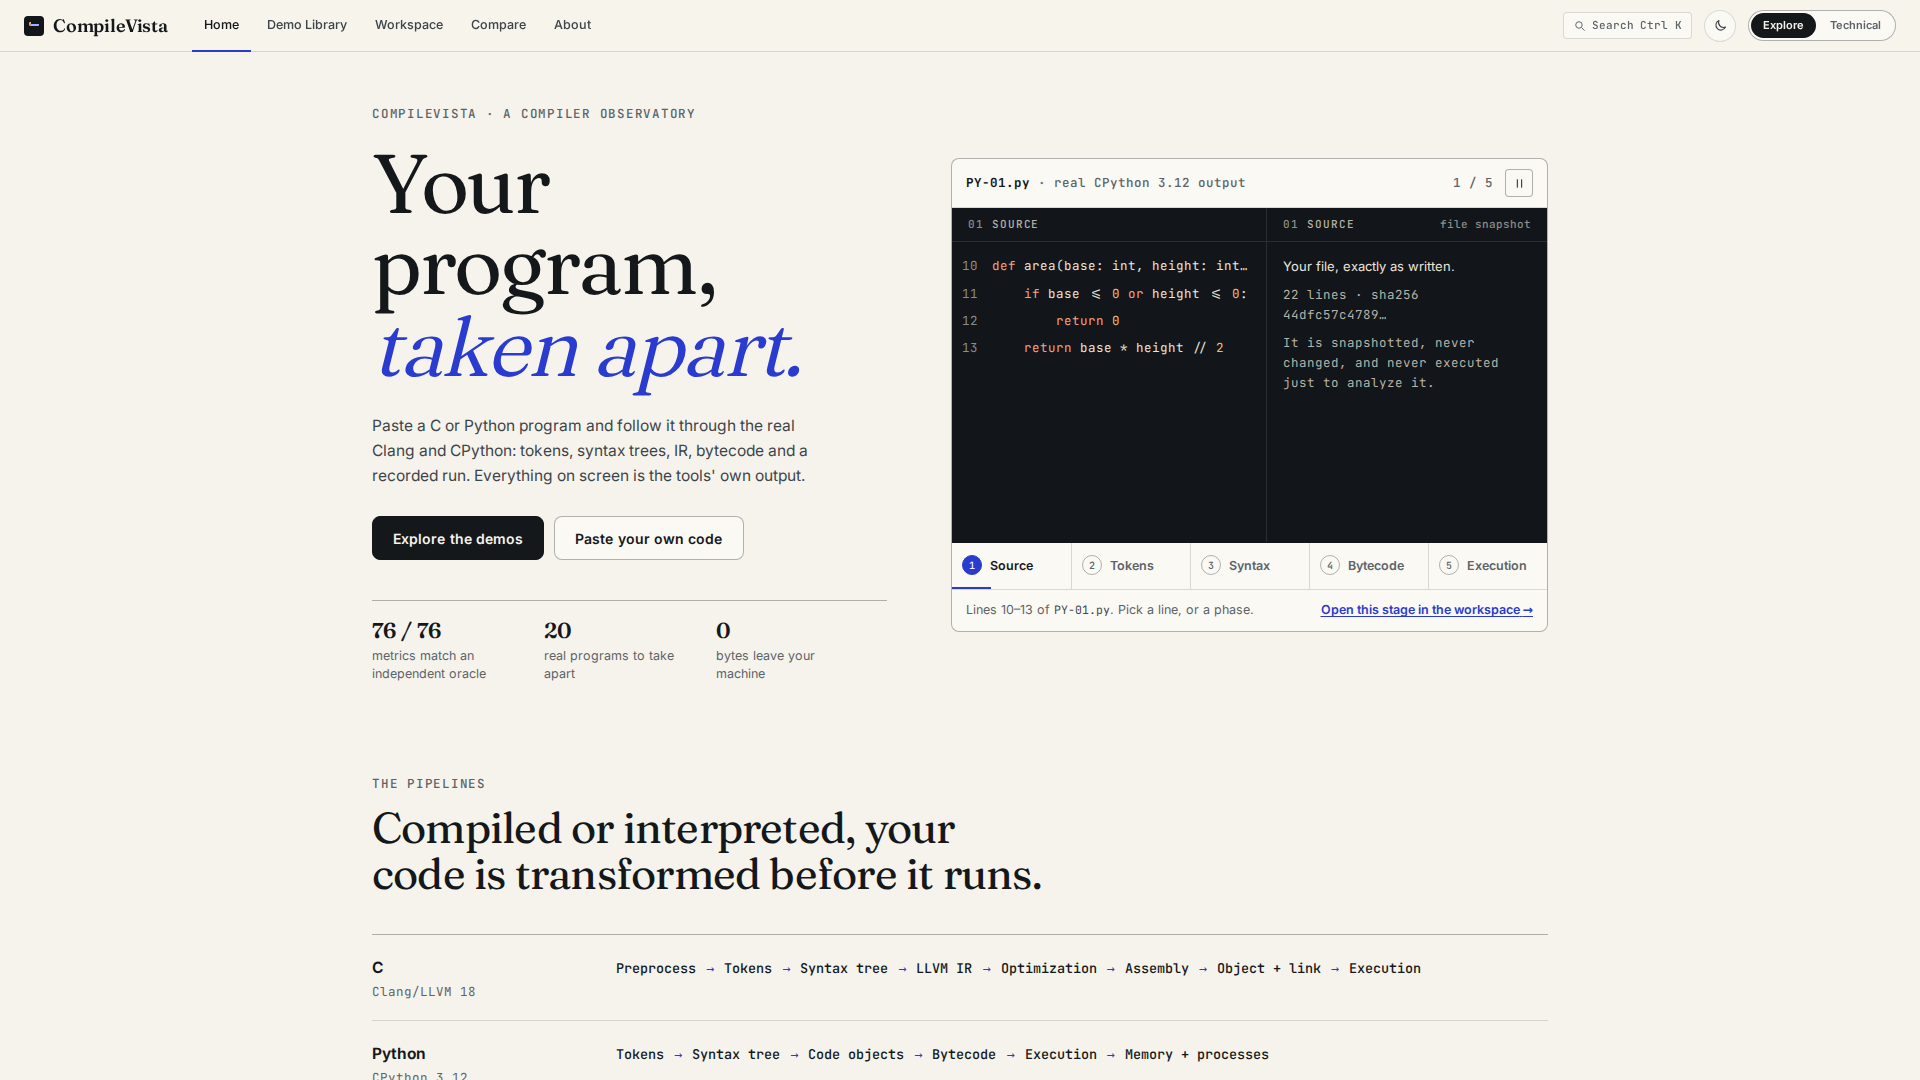 CompileVista
Home
Demo Library
Workspace
Compare
About
Search Ctrl K
Explore
Technical
COMPILEVISTA · A COMPILER OBSERVATORY
Your
program,
taken apart.
Paste a C or Python program and follow it through the real
Clang and CPython: tokens, syntax trees, IR, bytecode and a
recorded run. Everything on screen is the tools' own output.
Explore the demos
Paste your own code
76 / 76
metrics match an
independent oracle
20
real programs to take
apart
0
bytes leave your
machine
PY-01.py · real CPython 3.12 output
1 / 5
01 SOURCE
10 def area(base: int, height: int…
11 if base ⩽ 0 or height ⩽ 0:
12 return 0
13 return base * height // 2
01 SOURCE
file snapshot
Your file, exactly as written.
22 lines · sha256
44dfc57c4789…
It is snapshotted, never
changed, and never executed
just to analyze it.
1 Source
2 Tokens
3 Syntax
4 Bytecode
5 Execution
Lines 10–13 of PY-01.py. Pick a line, or a phase.
Open this stage in the workspace →
THE PIPELINES
Compiled or interpreted, your
code is transformed before it runs.
C
Clang/LLVM 18
Preprocess → Tokens → Syntax tree → LLVM IR → Optimization → Assembly → Object + link → Execution
Python
CPython 3.12
Tokens → Syntax tree → Code objects → Bytecode → Execution → Memory + processes